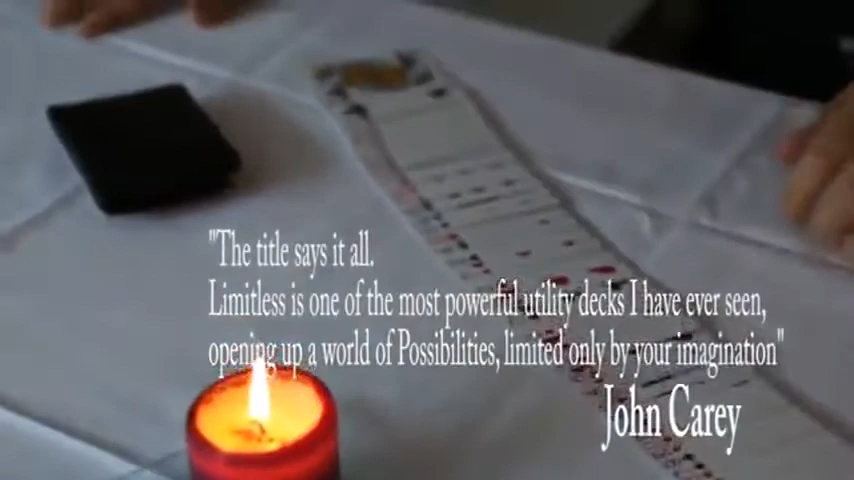 "The title says it all.
Limitless is one of the most powerful utility decks I have ever seen,
opening up a world of Possibilities, limited only by your imagination"
John Carey